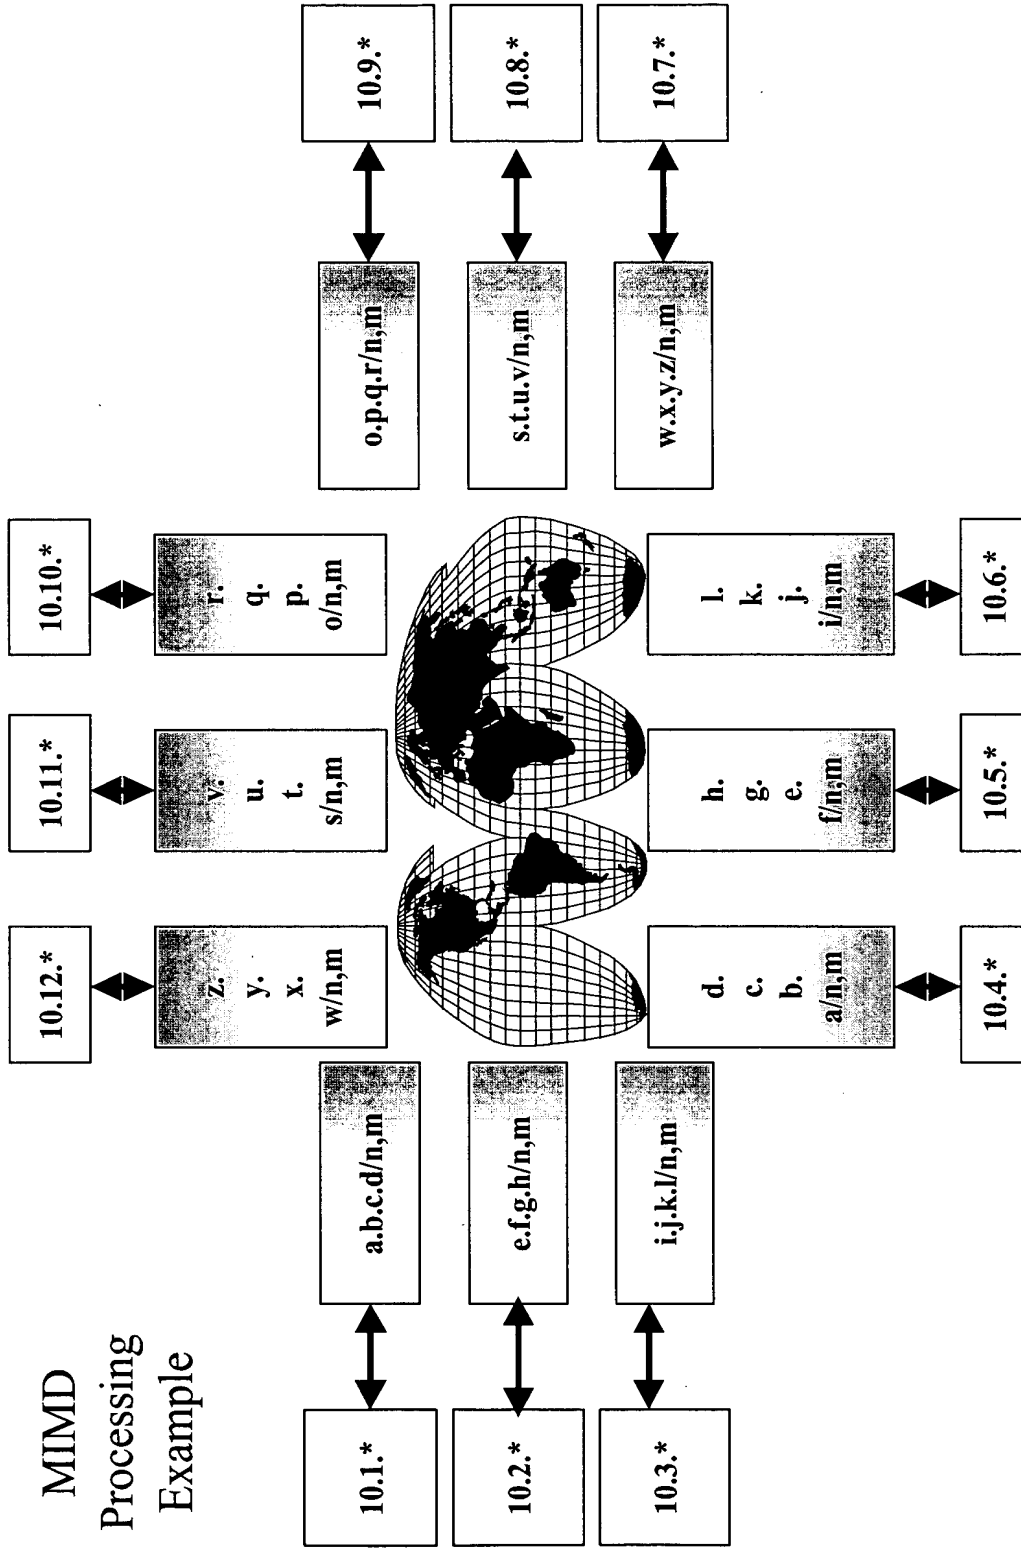 MIMD
Processing
Example
10.12.*
10.11.*
10.10.*
z.
y.
x.
w/n,m
v.
u.
t.
s/n,m
r.
q.
p.
o/n,m
10.1.*
a.b.c.d/n,m
o.p.q.r/n,m
10.9.*
10.2.*
e.f.g.h/n,m
s.t.u.v/n,m
10.8.*
10.3.*
i.j.k.l/n,m
w.x.y.z/n,m
10.7.*
d.
c.
b.
a/n,m
h.
g.
e.
f/n,m
l.
k.
j.
i/n,m
10.4.*
10.5.*
10.6.*